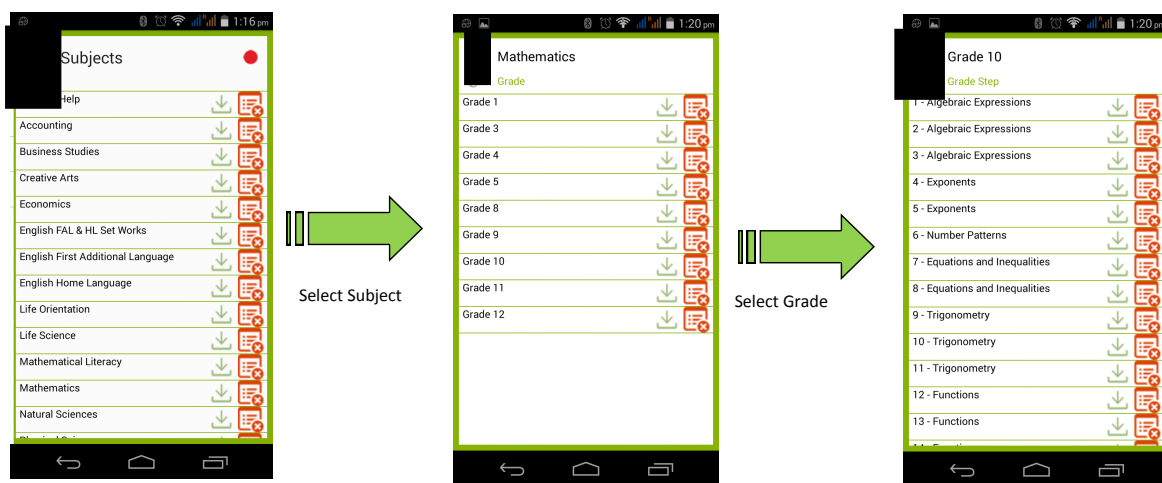 1:16 pm
Subjects
Help
Accounting
Business Studies
Creative Arts
Economics
English FAL & HL Set Works
English First Additional Language
English Home Language
Life Orientation
Life Science
Mathematical Literacy
Mathematics
Natural Sciences
Select Subject
1:20 pm
Mathematics
Grade
Grade 1
Grade 3
Grade 4
Grade 5
Grade 8
Grade 9
Grade 10
Grade 11
Grade 12
Select Grade
1:20 pm
Grade 10
Grade Step
1 - Algebraic Expressions
2 - Algebraic Expressions
3 - Algebraic Expressions
4 - Exponents
5 - Exponents
6 - Number Patterns
7 - Equations and Inequalities
8 - Equations and Inequalities
9 - Trigonometry
10 - Trigonometry
11 - Trigonometry
12 - Functions
13 - Functions